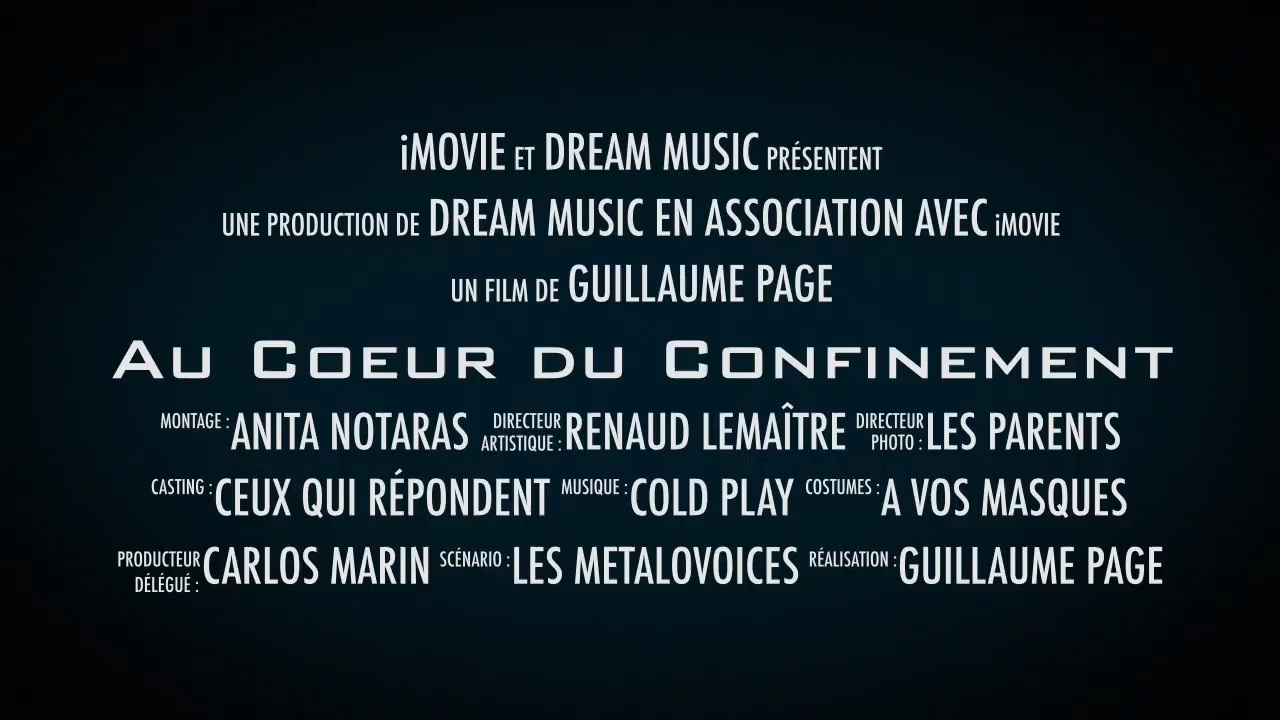 iMOVIE ET DREAM MUSIC PRÉSENTENT
UNE PRODUCTION DE DREAM MUSIC EN ASSOCIATION AVEC iMOVIE
UN FILM DE GUILLAUME PAGE
AU COEUR DU CONFINEMENT
MONTAGE : ANITA NOTARAS DIRECTEUR ARTISTIQUE : RENAUD LEMAÎTRE DIRECTEUR PHOTO : LES PARENTS
CASTING : CEUX QUI RÉPONDENT MUSIQUE : COLD PLAY COSTUMES : A VOS MASQUES
PRODUCTEUR DÉLÉGUÉ : CARLOS MARIN SCÉNARIO : LES METALOVOICES RÉALISATION : GUILLAUME PAGE